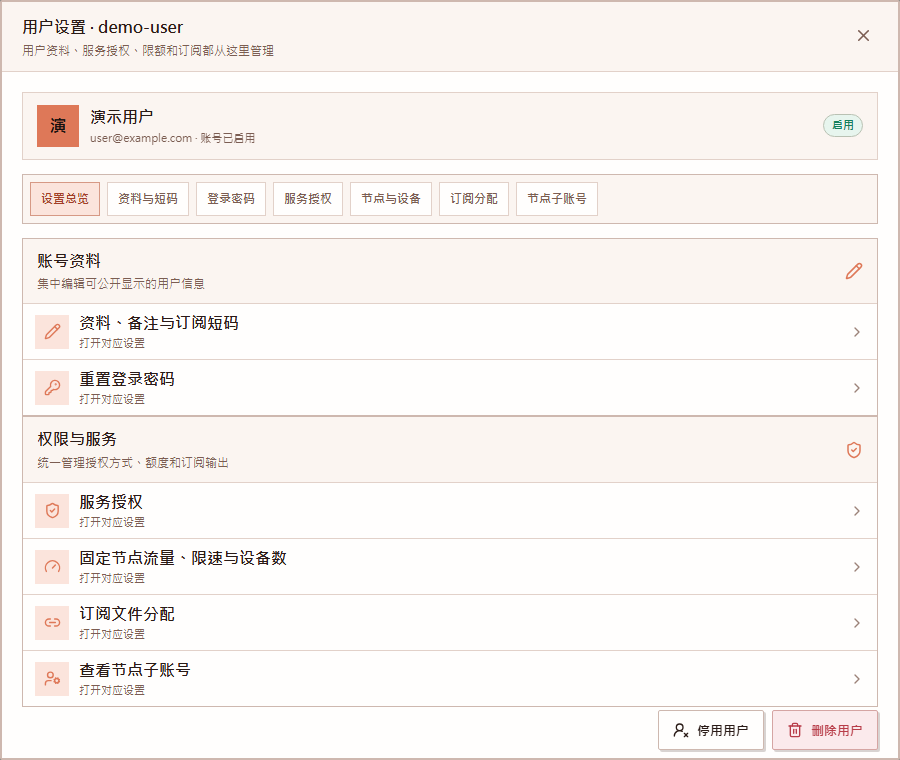 用户设置 · demo-user
用户资料、服务授权、限额和订阅都从这里管理
演
演示用户
user@example.com · 账号已启用
启用
设置总览
资料与短码
登录密码
服务授权
节点与设备
订阅分配
节点子账号
账号资料
集中编辑可公开显示的用户信息
资料、备注与订阅短码
打开对应设置
重置登录密码
打开对应设置
权限与服务
统一管理授权方式、额度和订阅输出
服务授权
打开对应设置
固定节点流量、限速与设备数
打开对应设置
订阅文件分配
打开对应设置
查看节点子账号
打开对应设置
停用用户
删除用户